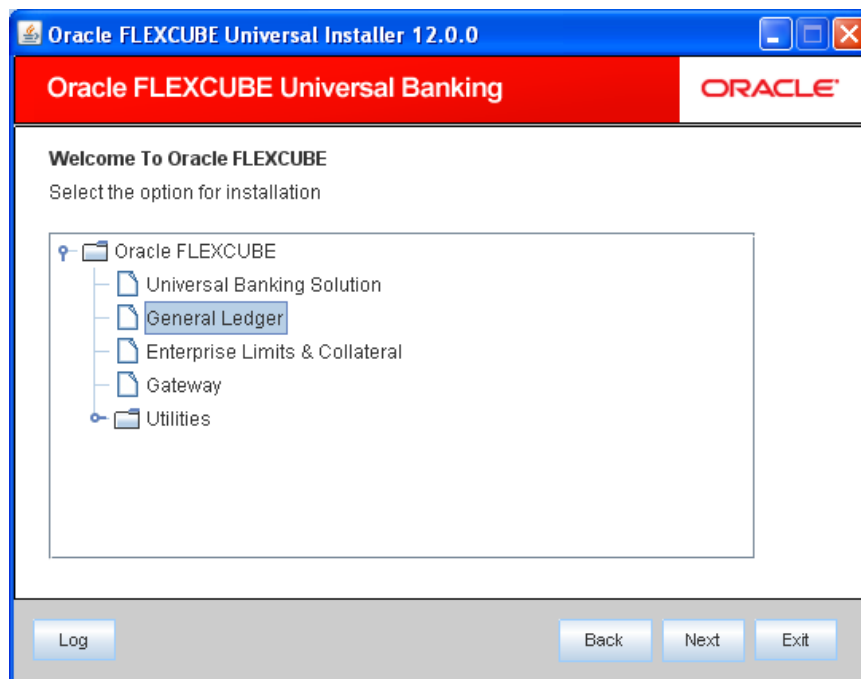 Oracle FLEXCUBE Universal Installer 12.0.0
Oracle FLEXCUBE Universal Banking
ORACLE
Welcome To Oracle FLEXCUBE
Select the option for installation
Oracle FLEXCUBE
Universal Banking Solution
General Ledger
Enterprise Limits & Collateral
Gateway
Utilities
Log
Back
Next
Exit